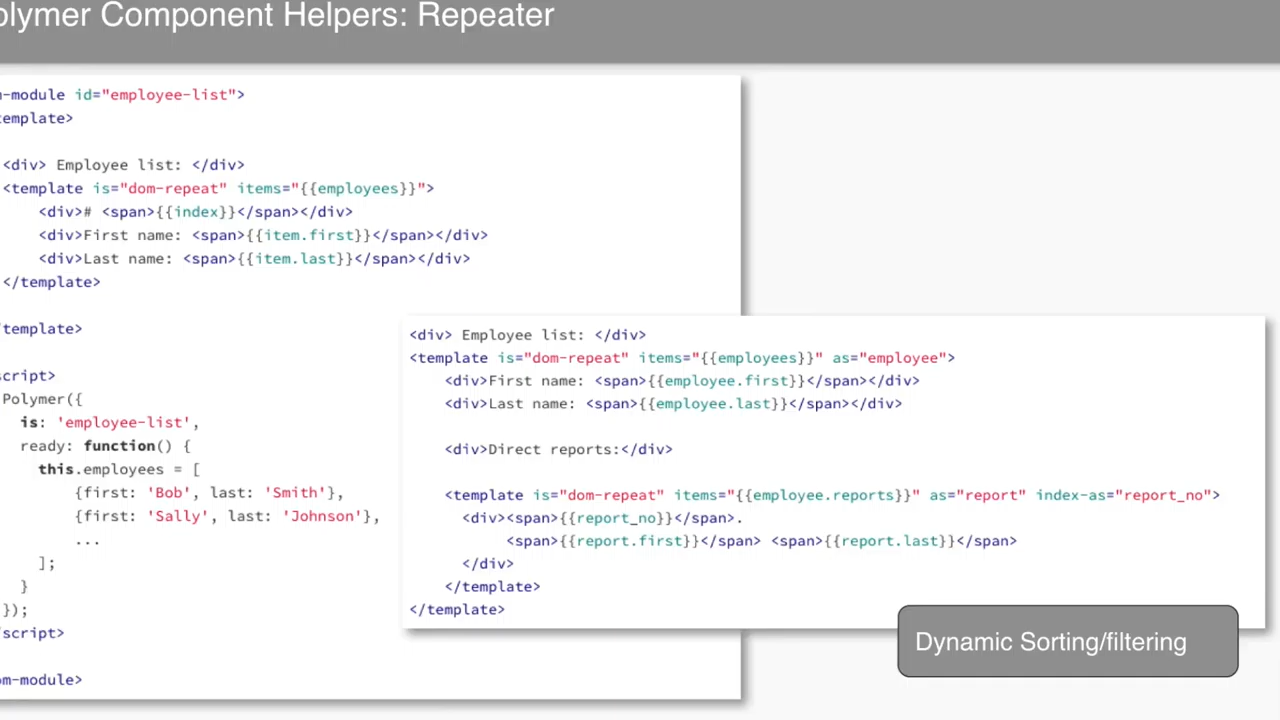 olymer Component Helpers: Repeater
-module id="employee-list">
template>
<div> Employee list: </div>
<template is="dom-repeat" items="{{employees}}">
<div># <span>{{index}}</span></div>
<div>First name: <span>{{item.first}}</span></div>
<div>Last name: <span>{{item.last}}</span></div>
</template>
template>
script>
Polymer({
is: 'employee-list',
ready: function() {
this.employees = [
{first: 'Bob', last: 'Smith'},
{first: 'Sally', last: 'Johnson'},
...
];
}
});
script>
m-module>
<div> Employee list: </div>
<template is="dom-repeat" items="{{employees}}" as="employee">
<div>First name: <span>{{employee.first}}</span></div>
<div>Last name: <span>{{employee.last}}</span></div>
<div>Direct reports:</div>
<template is="dom-repeat" items="{{employee.reports}}" as="report" index-as="report_no">
<div><span>{{report_no}}</span>.
<span>{{report.first}}</span> <span>{{report.last}}</span>
</div>
</template>
</template>
Dynamic Sorting/filtering